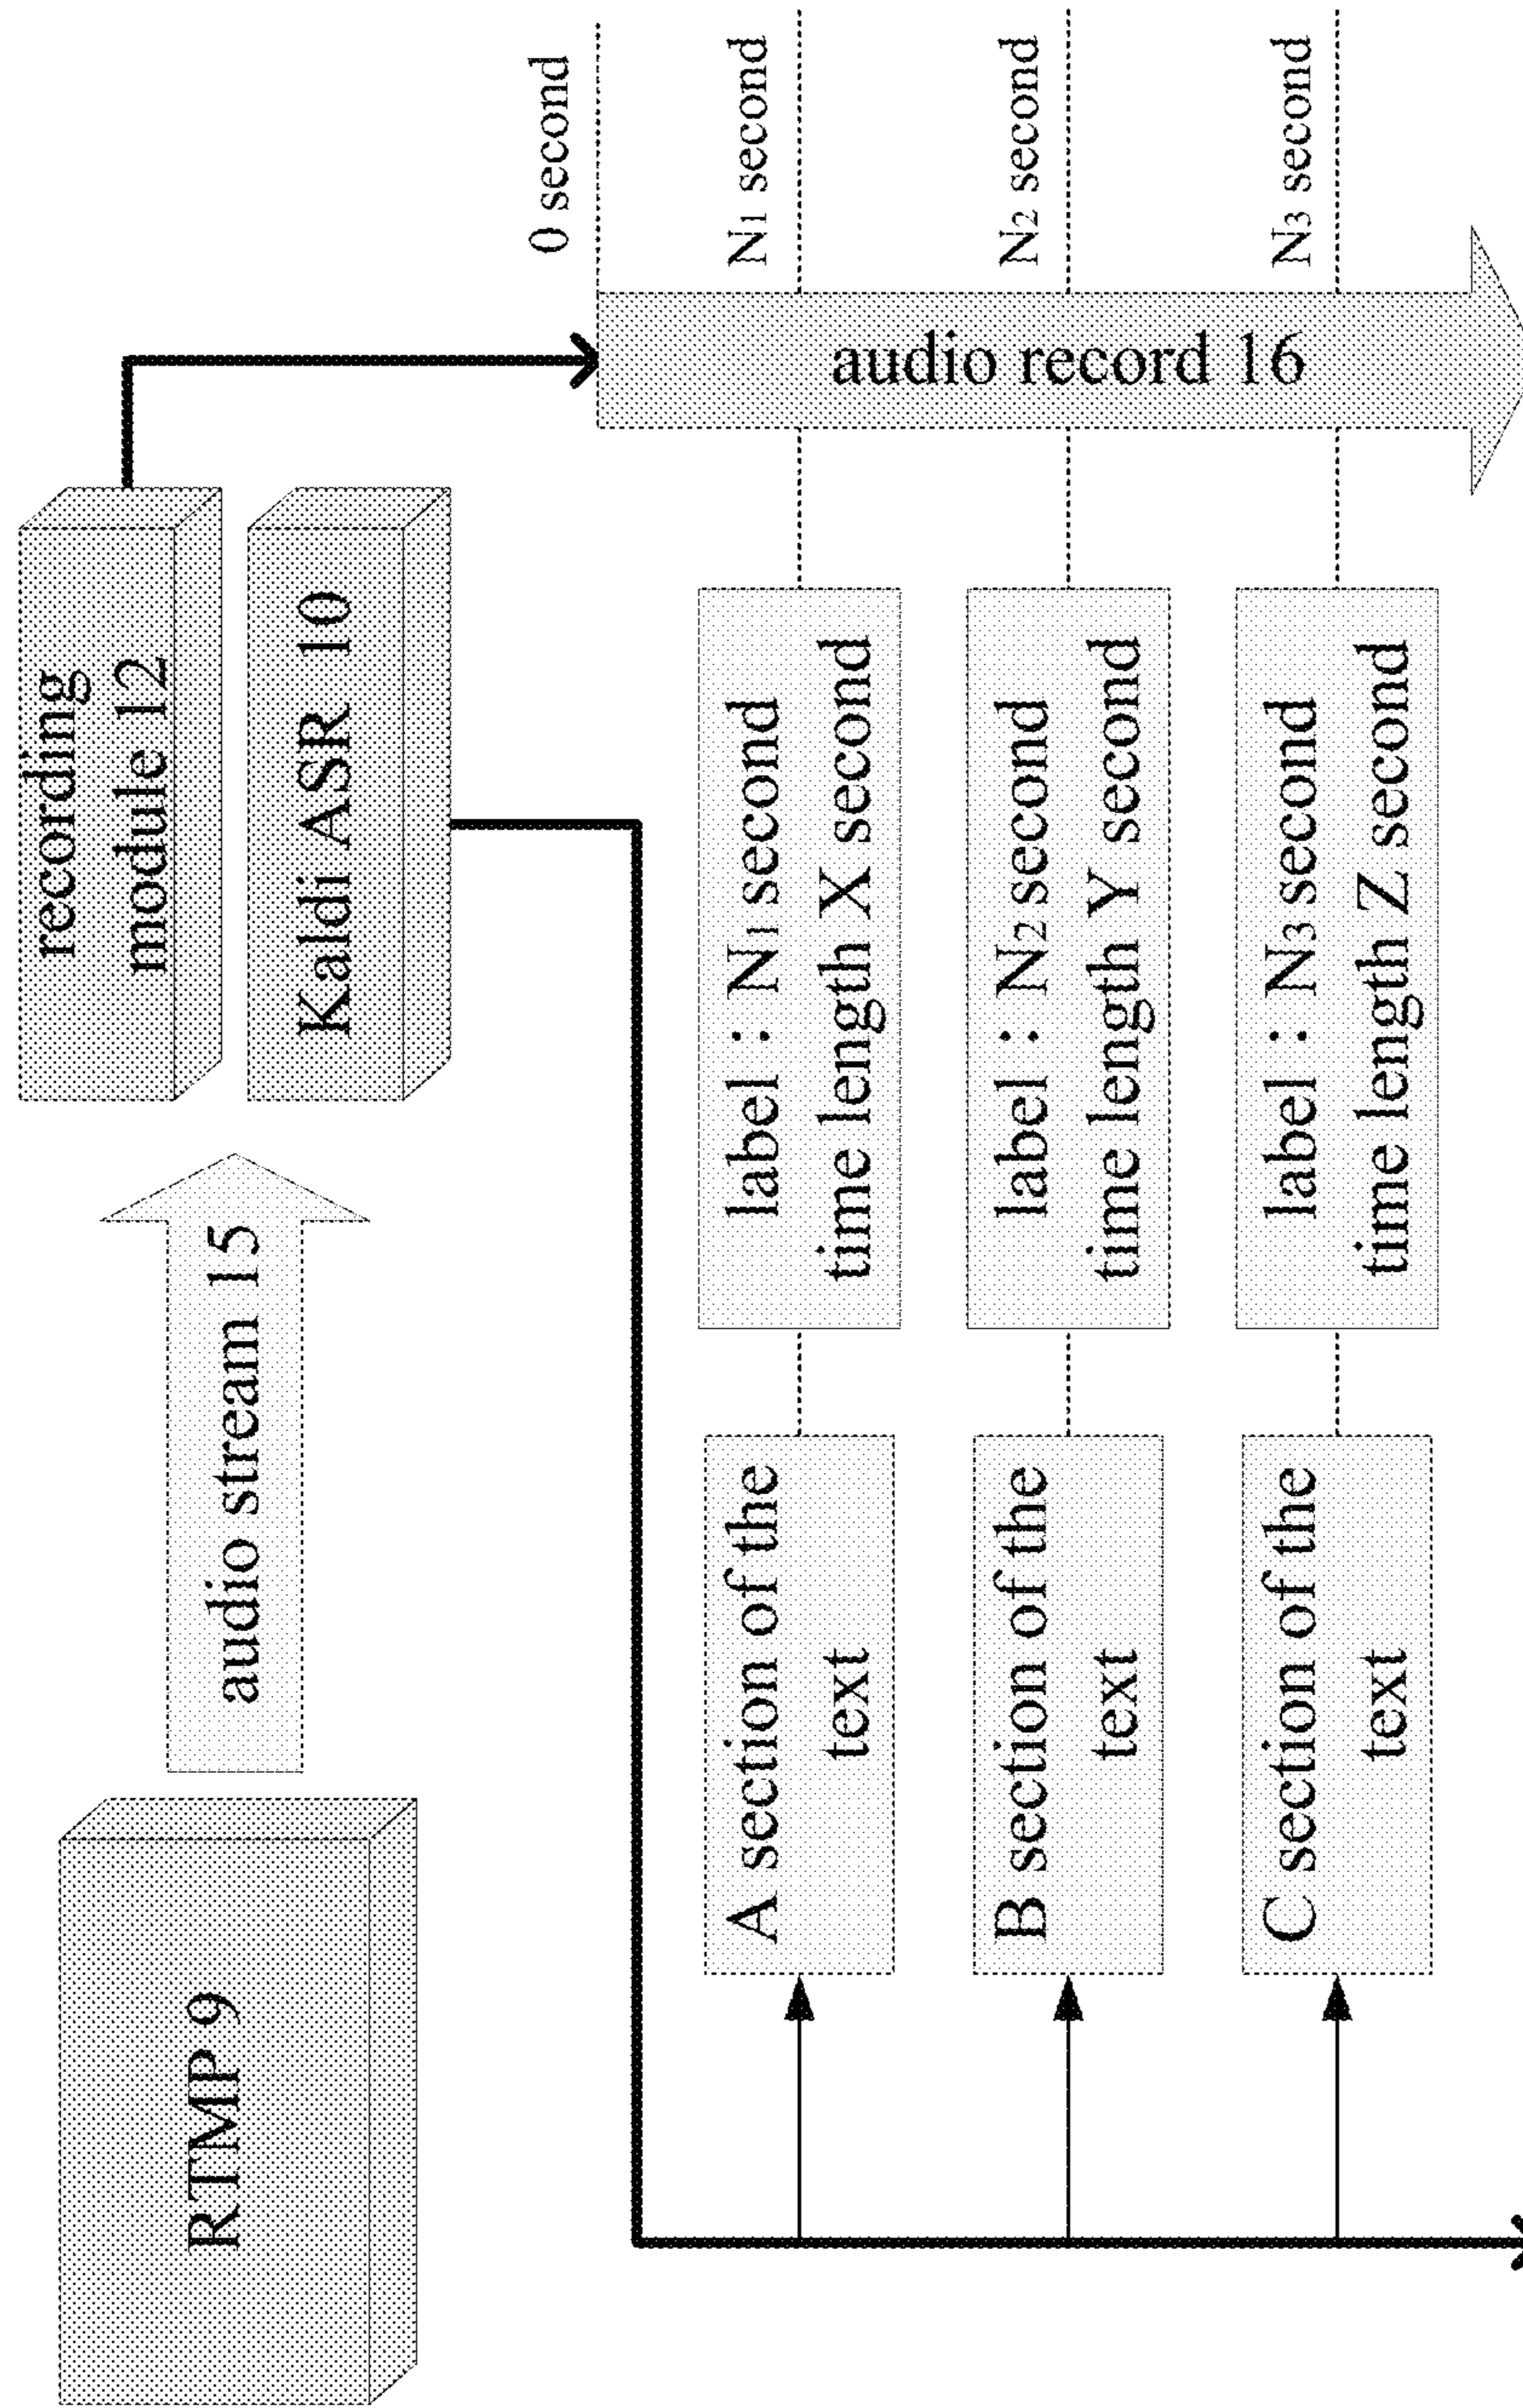 RTMP 9
audio stream 15
recording
module 12
Kaldi ASR 10
0 second
A section of the
text
label : N1 second
time length X second
N1 second
B section of the
text
label : N2 second
time length Y second
N2 second
C section of the
text
label : N3 second
time length Z second
N3 second
audio record 16